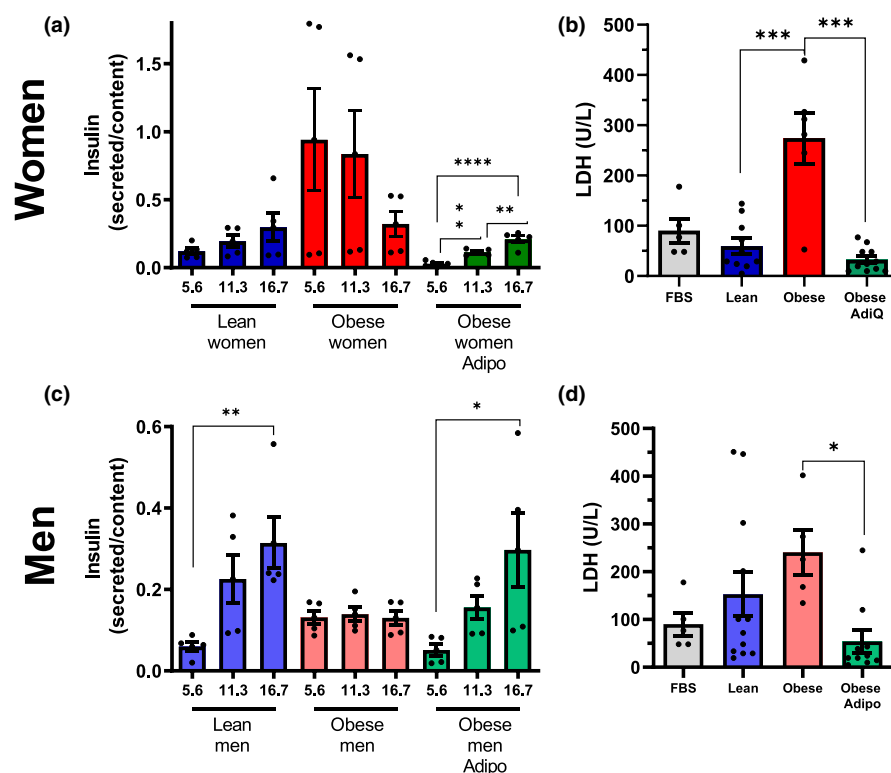 Women
(a)
Insulin
(secreted/content)
1.5
1.0
0.5
0.0
****
*
*
**
5.6 11.3 16.7 5.6 11.3 16.7 5.6 11.3 16.7
Lean
women
Obese
women
Obese
women
Adipo
(b)
LDH (U/L)
500
400
300
200
100
0
*** ***
FBS Lean Obese Obese
AdiQ
Men
(c)
Insulin
(secreted/content)
0.6
0.4
0.2
0.0
**
*
5.6 11.3 16.7 5.6 11.3 16.7 5.6 11.3 16.7
Lean
men
Obese
men
Obese
men
Adipo
(d)
LDH (U/L)
500
400
300
200
100
0
*
FBS Lean Obese Obese
Adipo